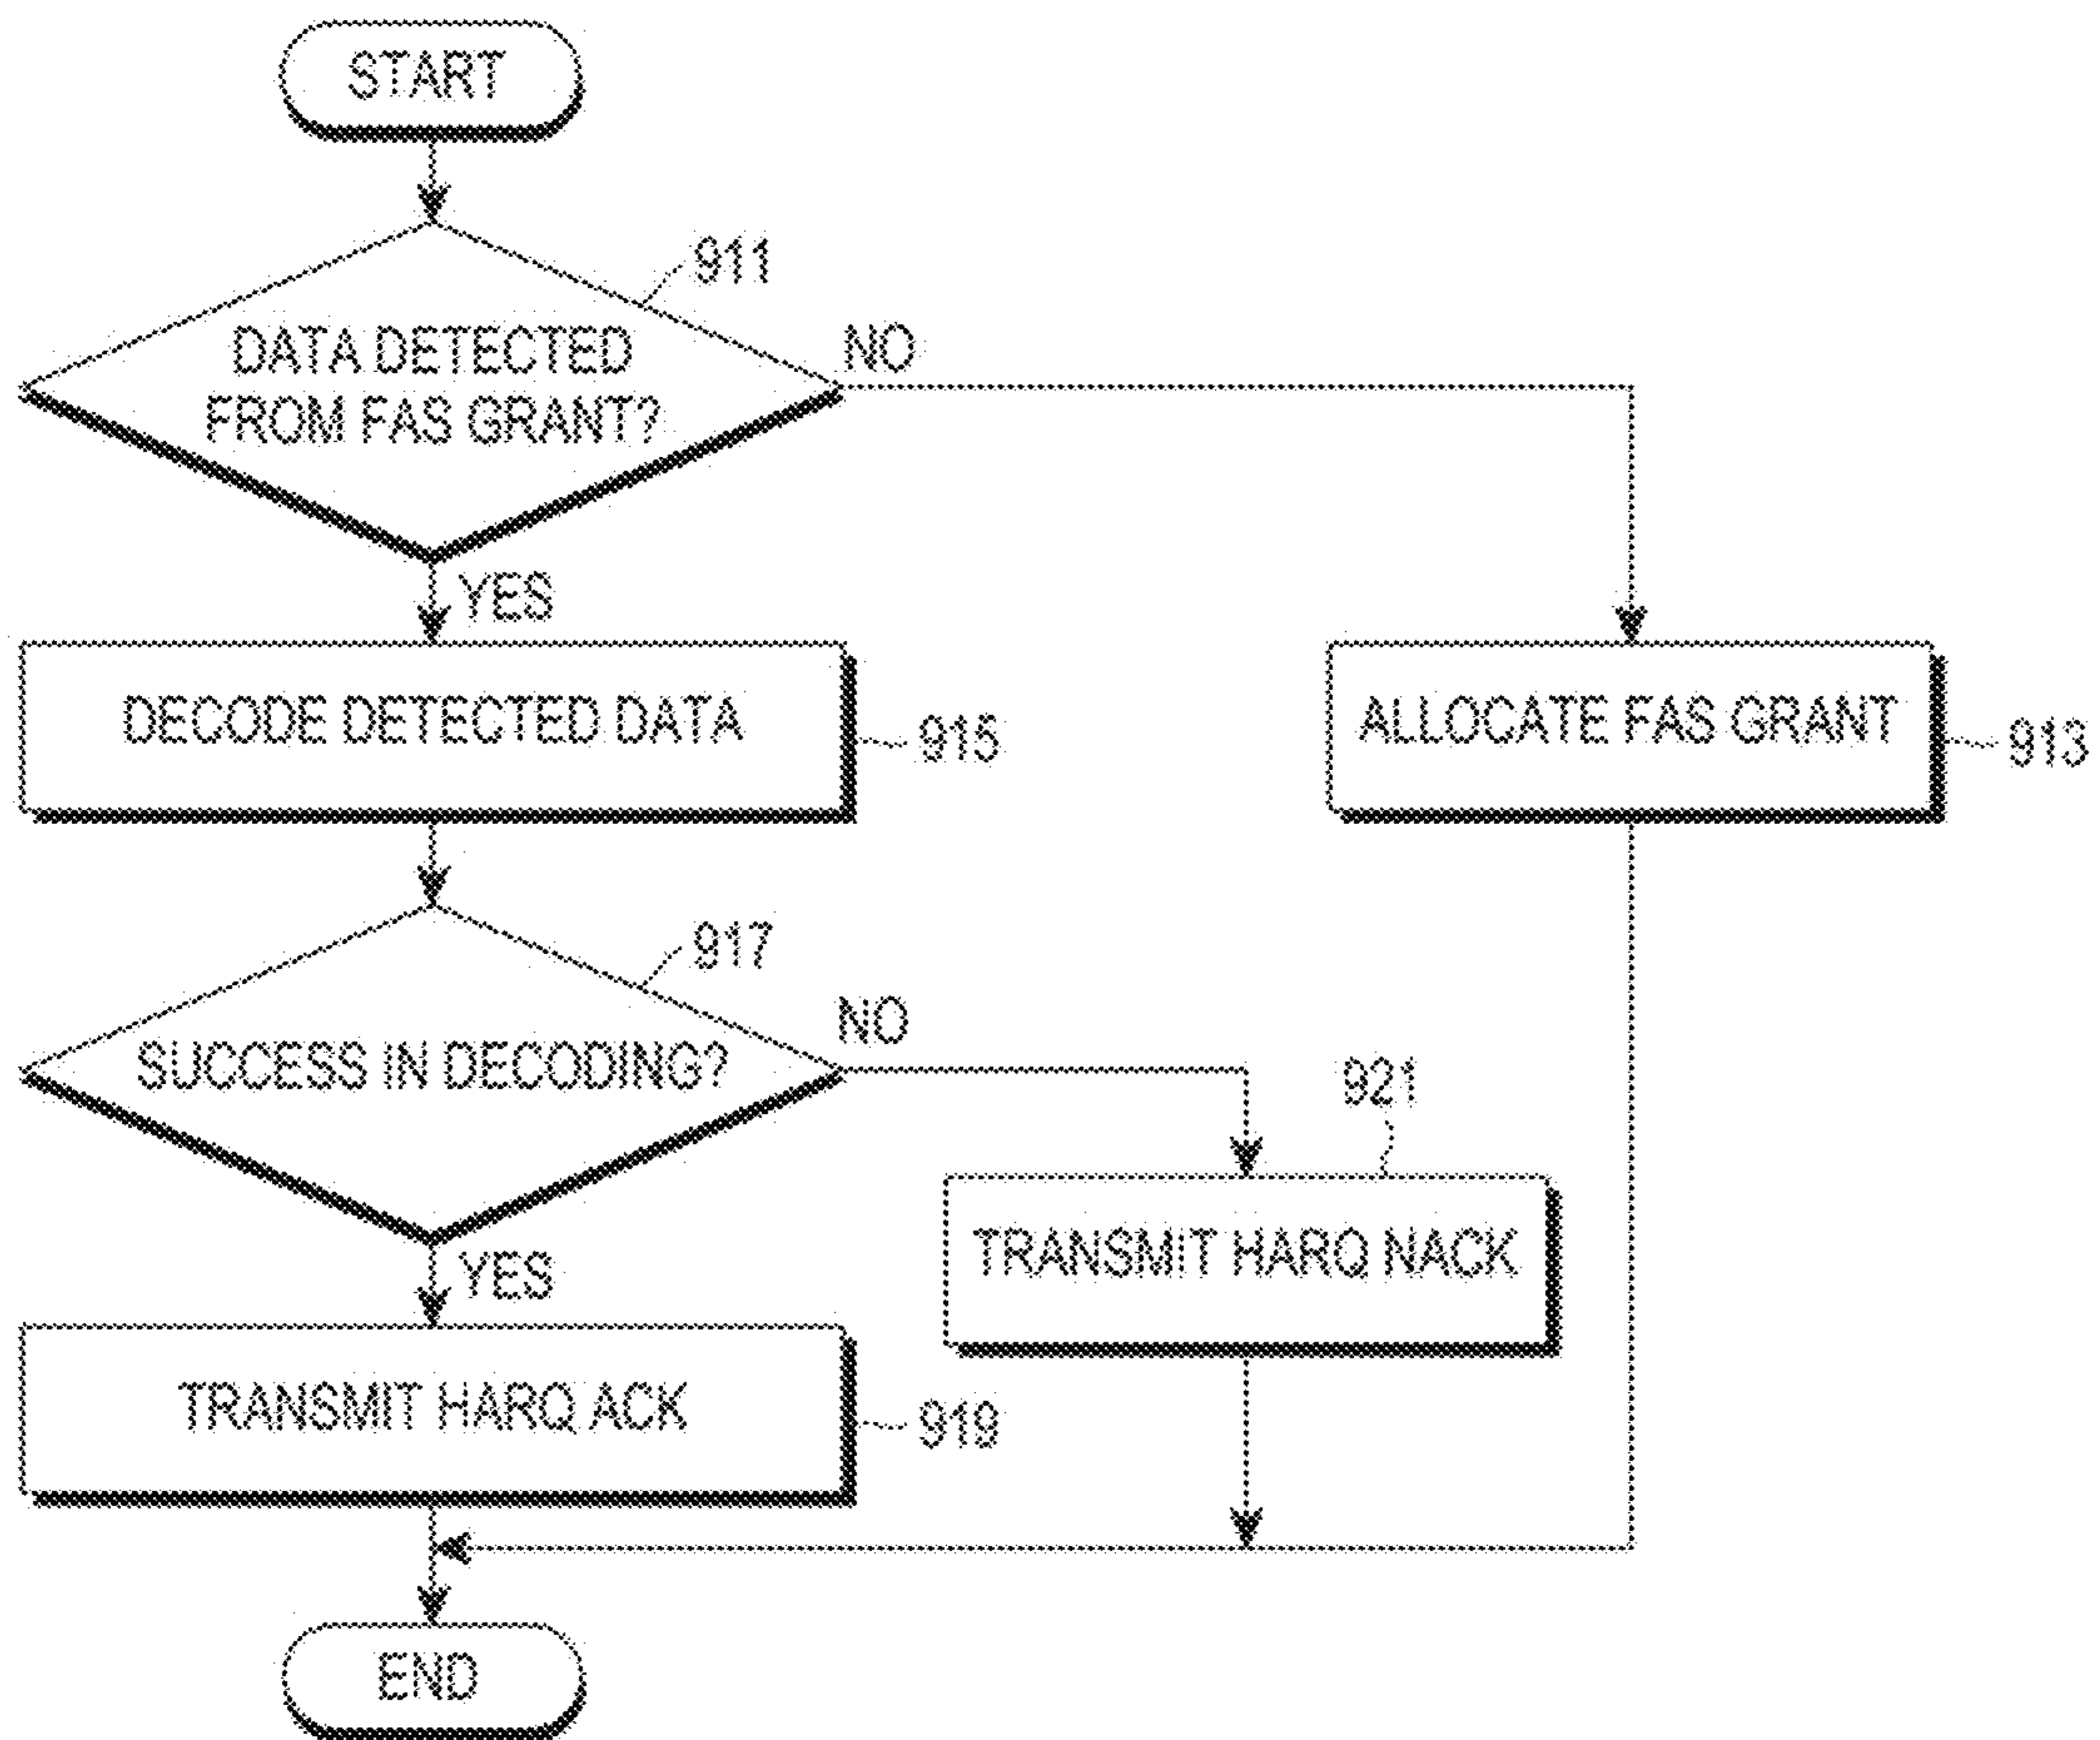 START
911
DATA DETECTED
FROM FAS GRANT?
NO
YES
DECODE DETECTED DATA
915
ALLOCATE FAS GRANT
913
917
SUCCESS IN DECODING?
NO
921
YES
TRANSMIT HARQ NACK
TRANSMIT HARQ ACK
919
END